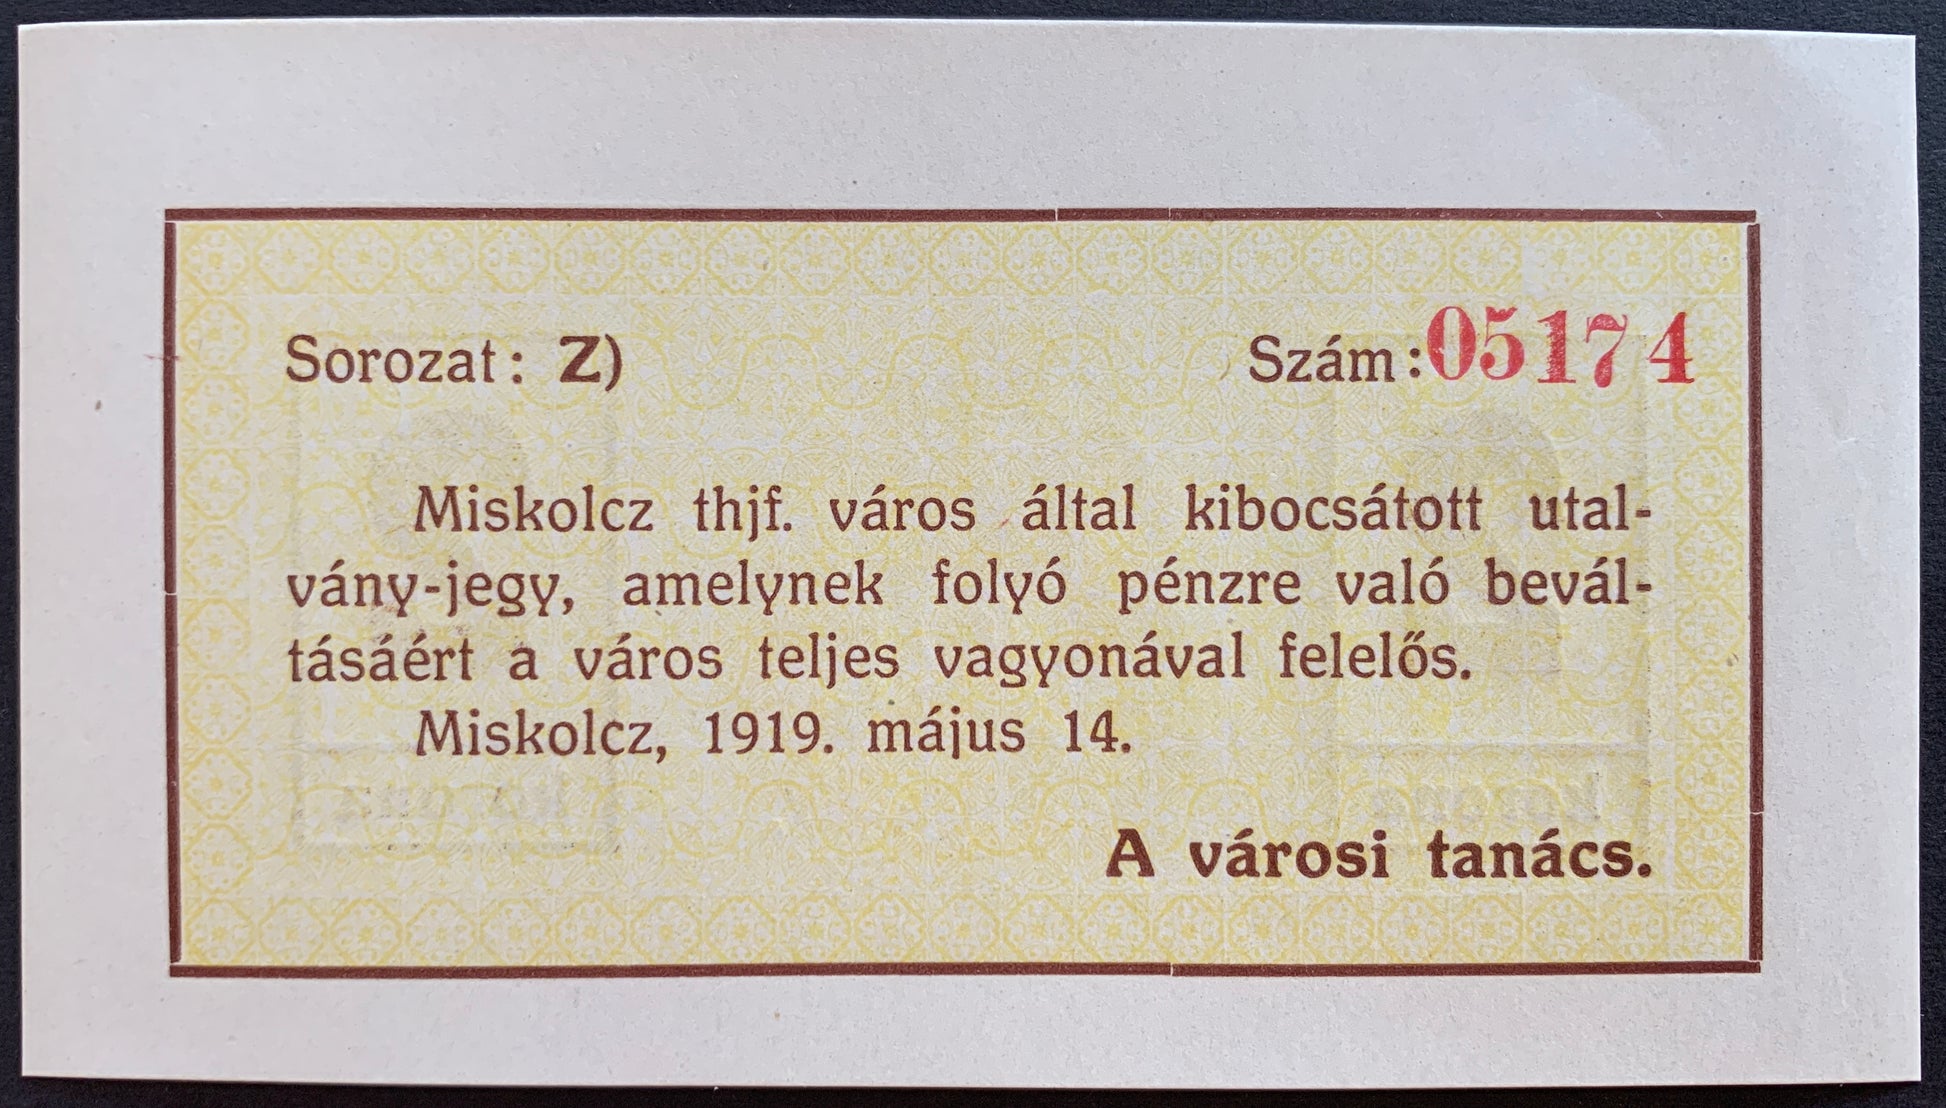 Sorozat: Z) Szám: 05174
Miskolcz thjf. város által kibocsátott utal-
vány-jegy, amelynek folyó pénzre való bevál-
tásáért a város teljes vagyonával felelős.
Miskolcz, 1919. május 14.
A városi tanács.